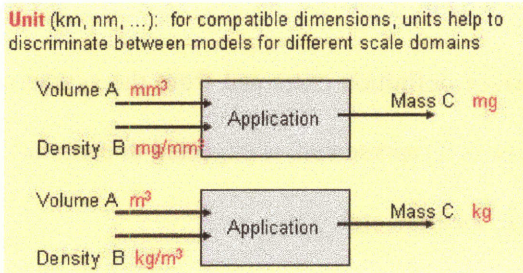 Unit (km, nm, ...): for compatible dimensions, units help to
discriminate between models for different scale domains
Volume A mm³
Application
Mass C mg
Density B mg/mm³
Volume A m³
Application
Mass C kg
Density B kg/m³